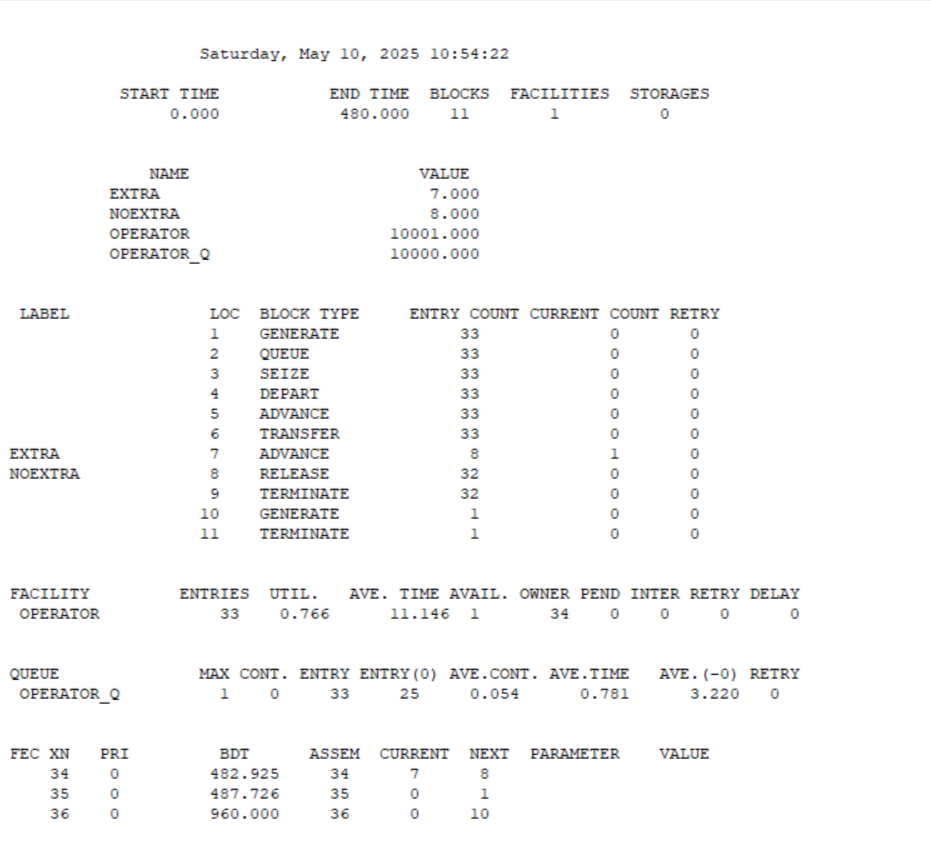 Saturday, May 10, 2025 10:54:22
START TIME END TIME BLOCKS FACILITIES STORAGES
0.000 480.000 11 1 0
NAME VALUE
EXTRA 7.000
NOEXTRA 8.000
OPERATOR 10001.000
OPERATOR_Q 10000.000
LABEL LOC BLOCK TYPE ENTRY COUNT CURRENT COUNT RETRY
1 GENERATE 33 0 0
2 QUEUE 33 0 0
3 SEIZE 33 0 0
4 DEPART 33 0 0
5 ADVANCE 33 0 0
6 TRANSFER 33 0 0
EXTRA 7 ADVANCE 8 1 0
NOEXTRA 8 RELEASE 32 0 0
9 TERMINATE 32 0 0
10 GENERATE 1 0 0
11 TERMINATE 1 0 0
FACILITY ENTRIES UTIL. AVE. TIME AVAIL. OWNER PEND INTER RETRY DELAY
OPERATOR 33 0.766 11.146 1 34 0 0 0 0
QUEUE MAX CONT. ENTRY ENTRY(0) AVE.CONT. AVE.TIME AVE.(-0) RETRY
OPERATOR_Q 1 0 33 25 0.054 0.781 3.220 0
FEC XN PRI BDT ASSEM CURRENT NEXT PARAMETER VALUE
34 0 482.925 34 7 8
35 0 487.726 35 0 1
36 0 960.000 36 0 10